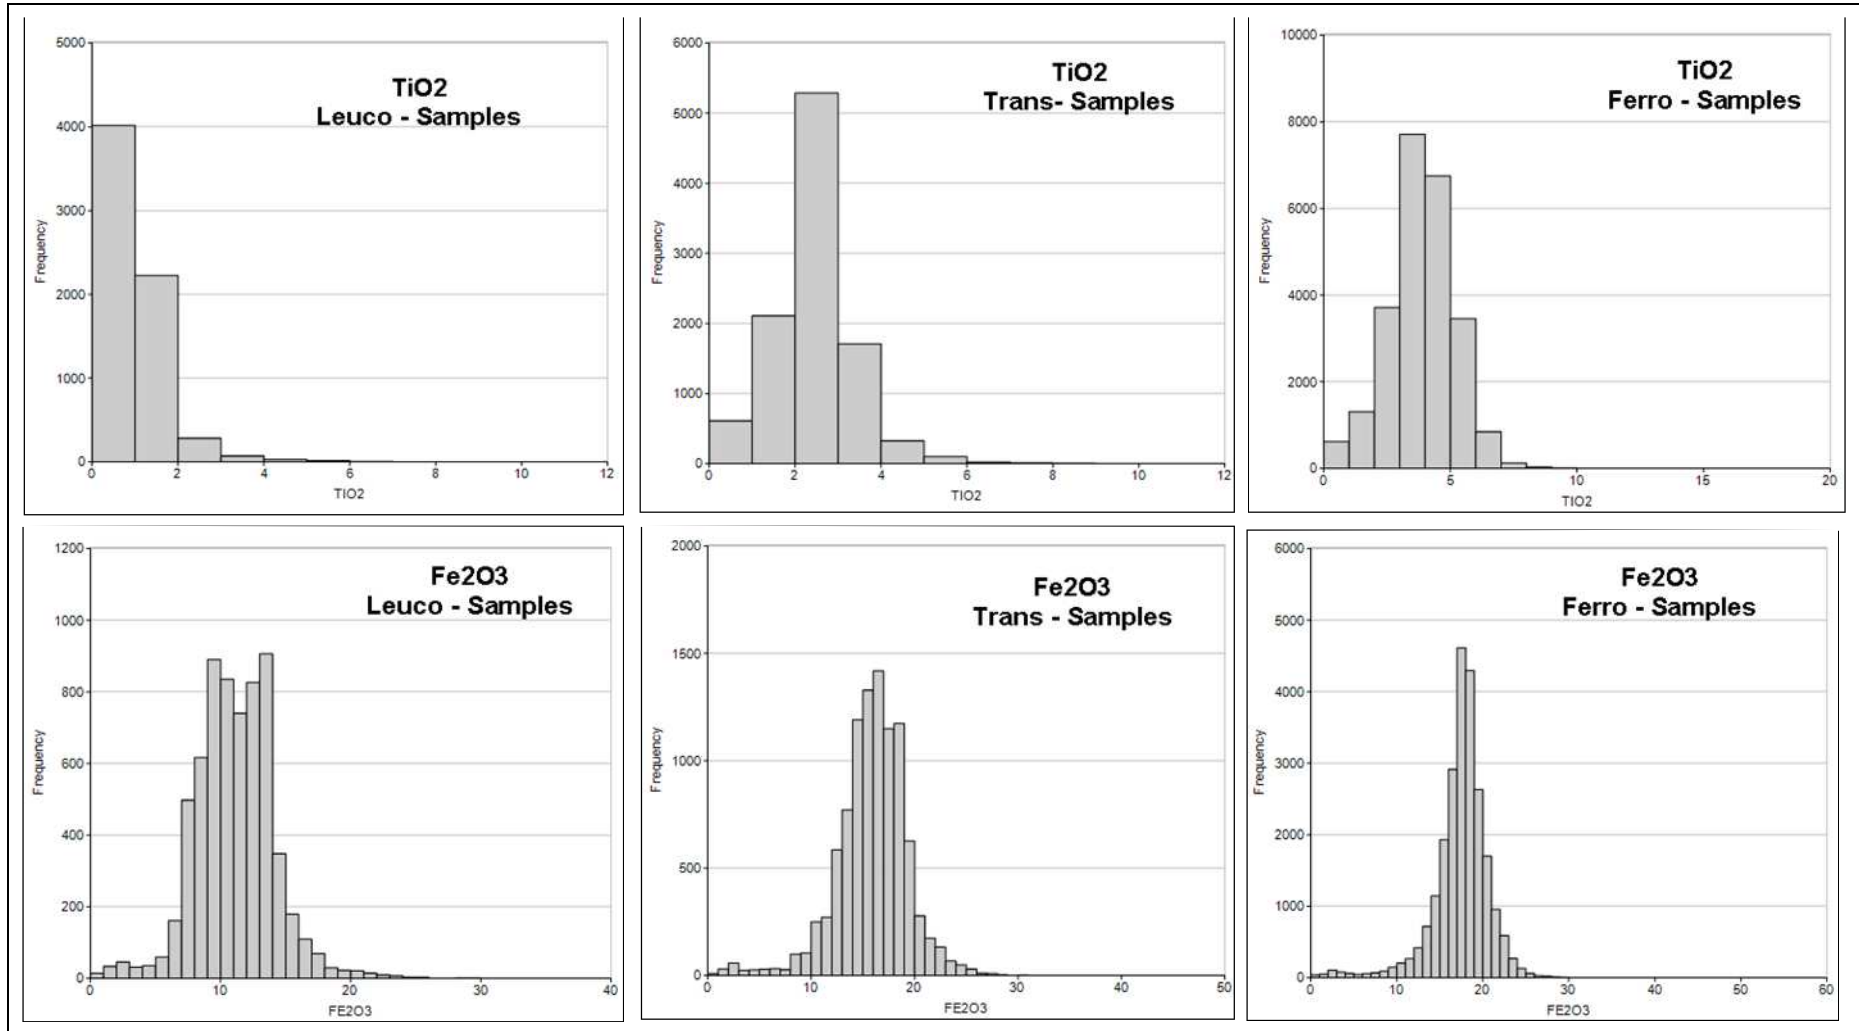 TiO2
Leuco - Samples
5000
4000
3000
2000
1000
0
Frequency
0 2 4 6 8 10 12
TIO2
TiO2
Trans- Samples
6000
5000
4000
3000
2000
1000
0
Frequency
0 2 4 6 8 10 12
TIO2
TiO2
Ferro - Samples
10000
8000
6000
4000
2000
0
Frequency
0 5 10 15 20
TIO2
Fe2O3
Leuco - Samples
1200
1000
800
600
400
200
0
Frequency
0 10 20 30 40
FE2O3
Fe2O3
Trans - Samples
2000
1500
1000
500
0
Frequency
0 10 20 30 40 50
FE2O3
Fe2O3
Ferro - Samples
6000
5000
4000
3000
2000
1000
0
Frequency
0 10 20 30 40 50 60
FE2O3